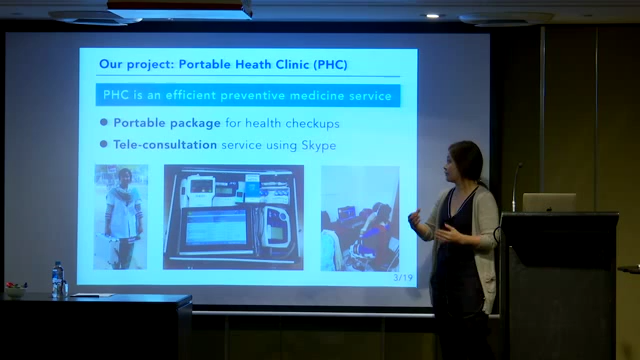 Our project: Portable Heath Clinic (PHC)
PHC is an efficient preventive medicine service
● Portable package for health checkups
● Tele-consultation service using Skype
3/19